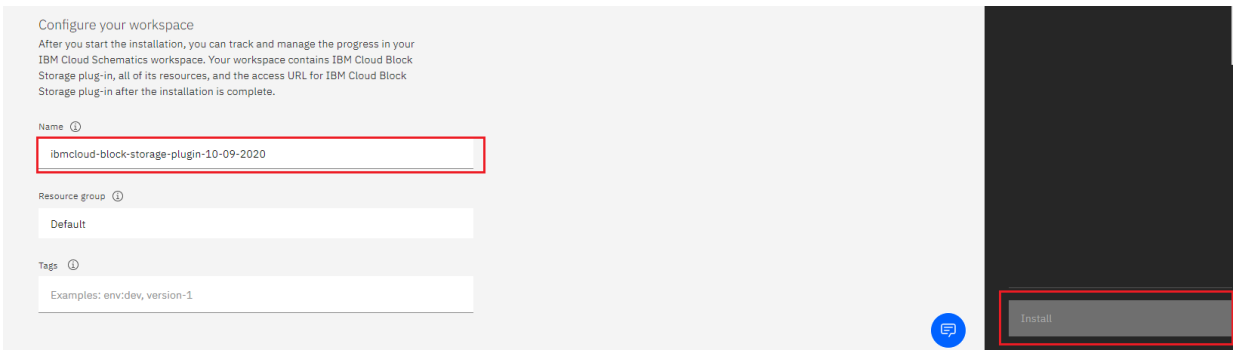 Configure your workspace
After you start the installation, you can track and manage the progress in your
IBM Cloud Schematics workspace. Your workspace contains IBM Cloud Block
Storage plug-in, all of its resources, and the access URL for IBM Cloud Block
Storage plug-in after the installation is complete.
Name
ibmcloud-block-storage-plugin-10-09-2020
Resource group
Default
Tags
Examples: env:dev, version-1
Install